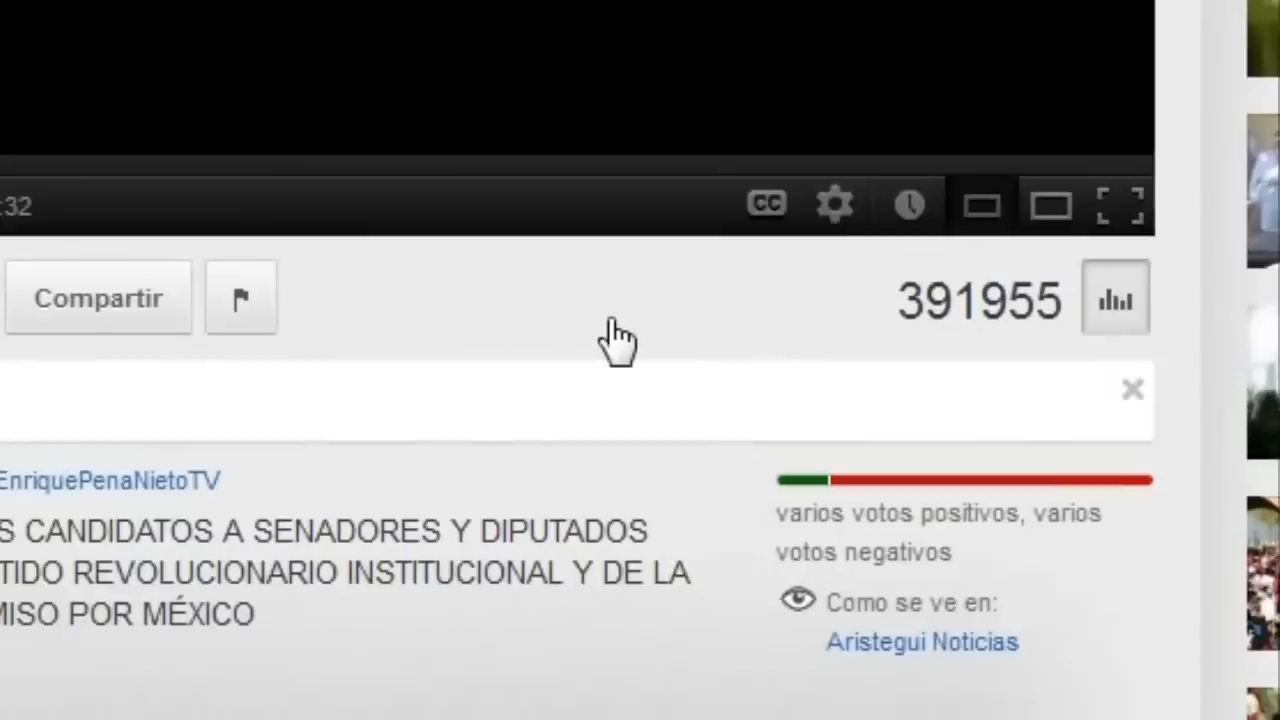 :32
CC
Compartir
391955
EnriquePenaNietoTV
S CANDIDATOS A SENADORES Y DIPUTADOS
TIDO REVOLUCIONARIO INSTITUCIONAL Y DE LA
MISO POR MÉXICO
varios votos positivos, varios
votos negativos
Como se ve en:
Aristegui Noticias